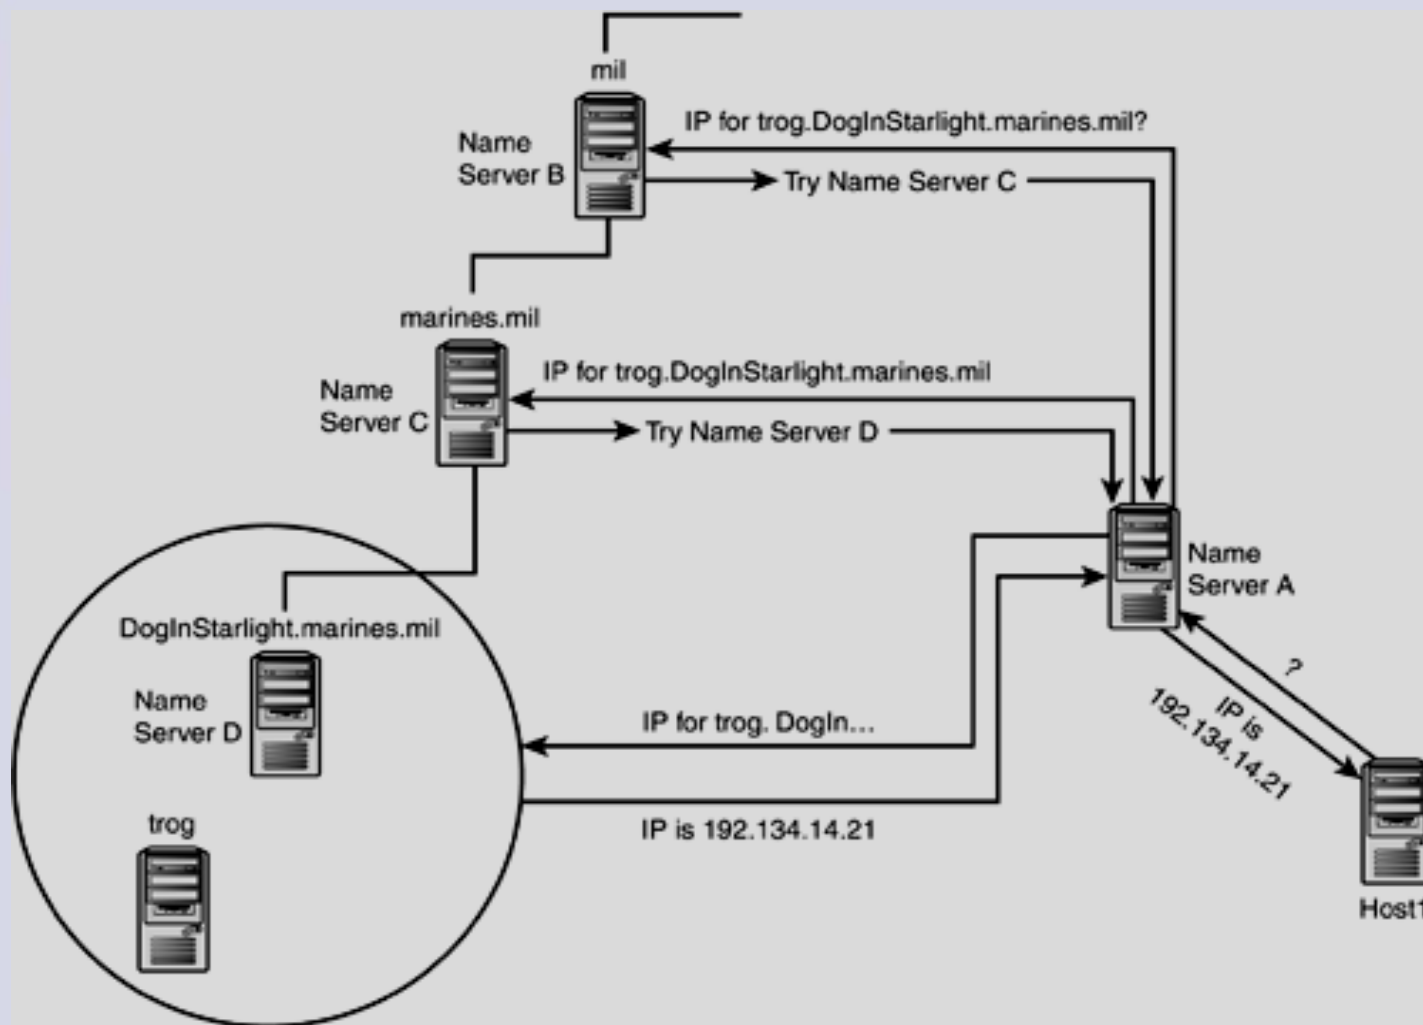 mil
IP for trog.DogInStarlight.marines.mil?
Name
Server B
Try Name Server C
marines.mil
IP for trog.DogInStarlight.marines.mil
Name
Server C
Try Name Server D
Name
Server A
DogInStarlight.marines.mil
?
Name
Server D
IP is
192.134.14.21
IP for trog. DogIn...
IP is 192.134.14.21
trog
Host1